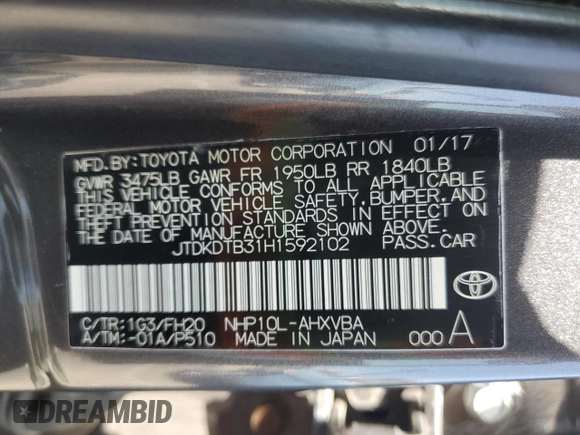 MFD. BY: TOYOTA MOTOR CORPORATION 01/17
GVWR 3475LB GAWR FR 1950LB RR 1840LB
THIS VEHICLE CONFORMS TO ALL APPLICABLE
FEDERAL MOTOR VEHICLE SAFETY, BUMPER, AND
THEFT PREVENTION STANDARDS IN EFFECT ON
THE DATE OF MANUFACTURE SHOWN ABOVE.
JTDKDTB31H1592102 PASS. CAR
C/TR: 1G3/FH20 NHP10L-AHXVBA
A/TM: -01A/P510 MADE IN JAPAN 000 A
DREAMBID